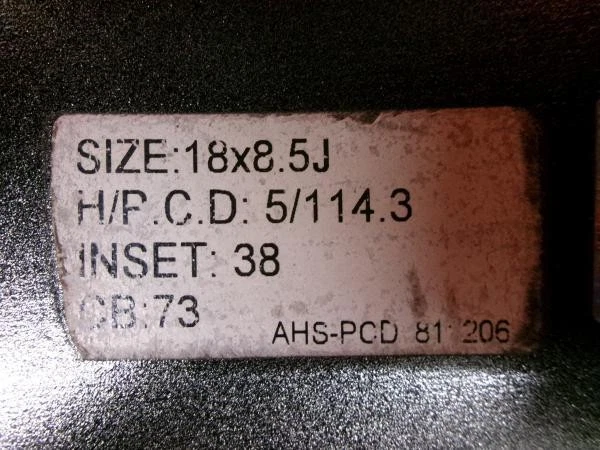 SIZE:18x8.5J
H/P.C.D: 5/114.3
INSET: 38
CB:73
AHS-PCD 81 206